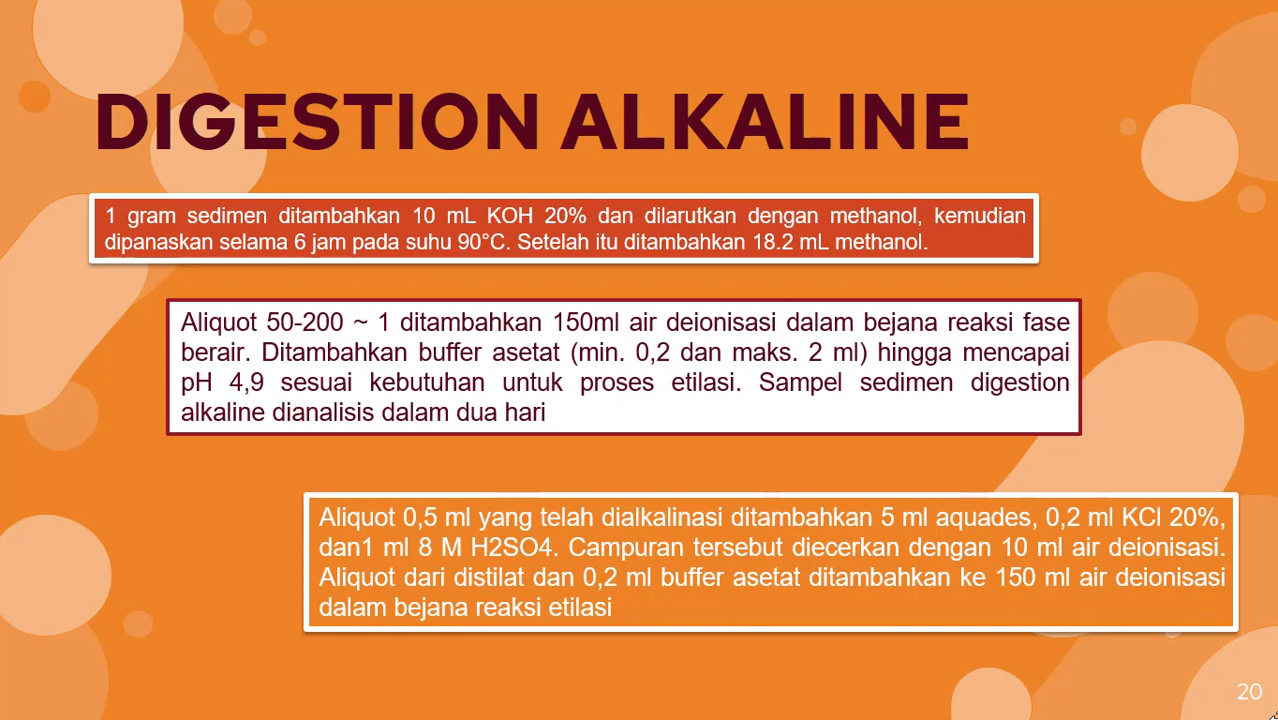 DIGESTION ALKALINE
1 gram sedimen ditambahkan 10 mL KOH 20% dan dilarutkan dengan methanol, kemudian
dipanaskan selama 6 jam pada suhu 90°C. Setelah itu ditambahkan 18.2 mL methanol.
Aliquot 50-200 ~ 1 ditambahkan 150ml air deionisasi dalam bejana reaksi fase
berair. Ditambahkan buffer asetat (min. 0,2 dan maks. 2 ml) hingga mencapai
pH 4,9 sesuai kebutuhan untuk proses etilasi. Sampel sedimen digestion
alkaline dianalisis dalam dua hari
Aliquot 0,5 ml yang telah dialkalinasi ditambahkan 5 ml aquades, 0,2 ml KCl 20%,
dan1 ml 8 M H2SO4. Campuran tersebut diecerkan dengan 10 ml air deionisasi.
Aliquot dari distilat dan 0,2 ml buffer asetat ditambahkan ke 150 ml air deionisasi
dalam bejana reaksi etilasi
20